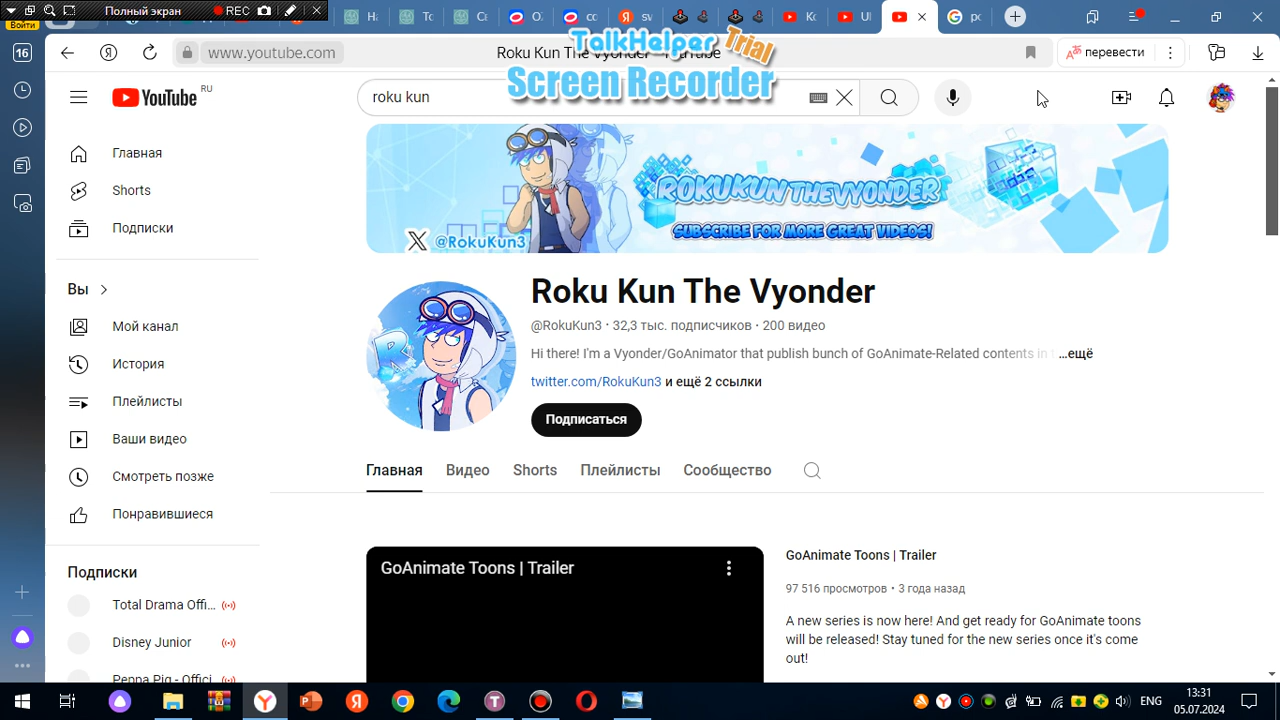 Полный экран
REC
Войти
16
www.youtube.com
Roku Kun The Vyonder - YouTube
перевести
TalkHelper Trial
Screen Recorder
YouTube RU
roku kun
Главная
Shorts
Подписки
Вы
Мой канал
История
Плейлисты
Ваши видео
Смотреть позже
Понравившиеся
Подписки
Total Drama Offi...
Disney Junior
Peppa Pig - Offici
ROKUKUNTHEVYONDER
SUBSCRIBE FOR MORE GREAT VIDEOS!
X @RokuKun3
R
Roku Kun The Vyonder
@RokuKun3 • 32,3 тыс. подписчиков • 200 видео
Hi there! I'm a Vyonder/GoAnimator that publish bunch of GoAnimate-Related contents in ...ещё
twitter.com/RokuKun3 и ещё 2 ссылки
Подписаться
Главная Видео Shorts Плейлисты Сообщество
GoAnimate Toons | Trailer
GoAnimate Toons | Trailer
97 516 просмотров • 3 года назад
A new series is now here! And get ready for GoAnimate toons
will be released! Stay tuned for the new series once it's come
out!
ENG
13:31
05.07.2024